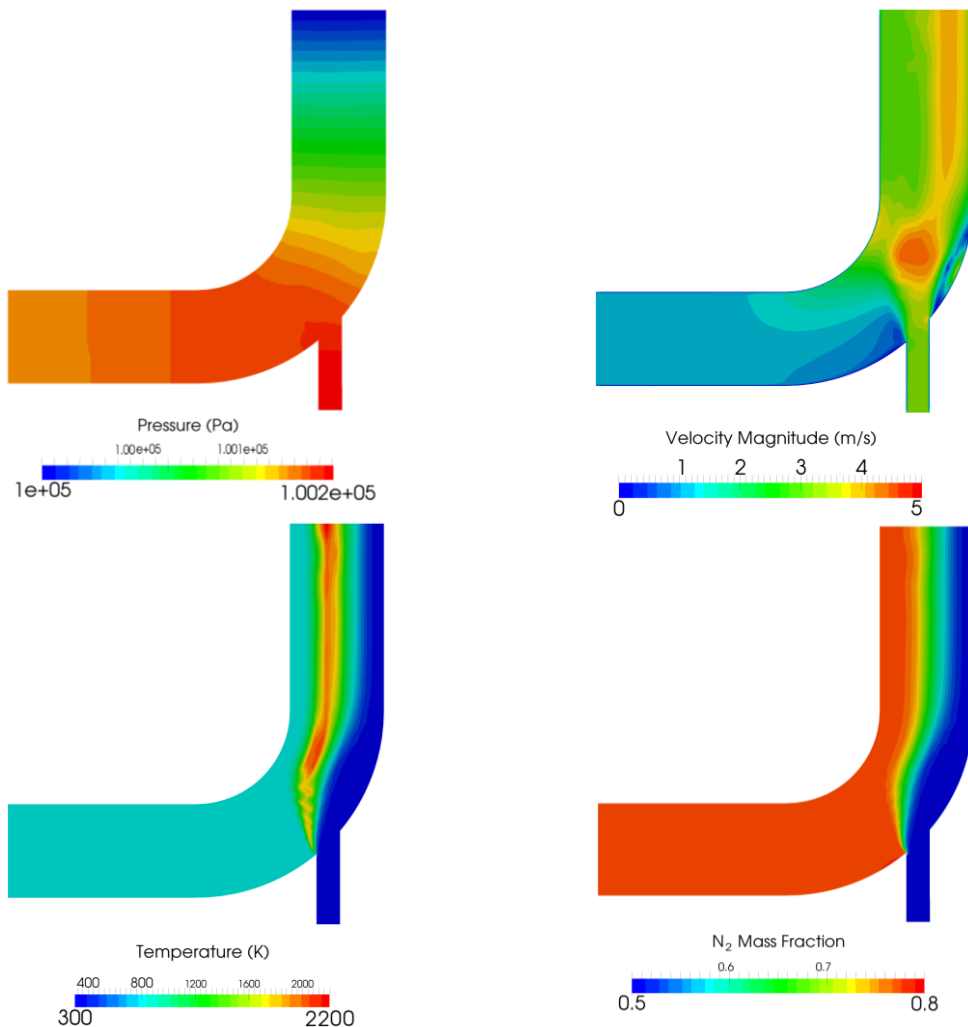 Pressure (Pa)
1.00e+05 1.001e+05
1e+05 1.002e+05
Velocity Magnitude (m/s)
1 2 3 4
0 5
Temperature (K)
400 800 1200 1600 2000
300 2200
N₂ Mass Fraction
0.6 0.7
0.5 0.8